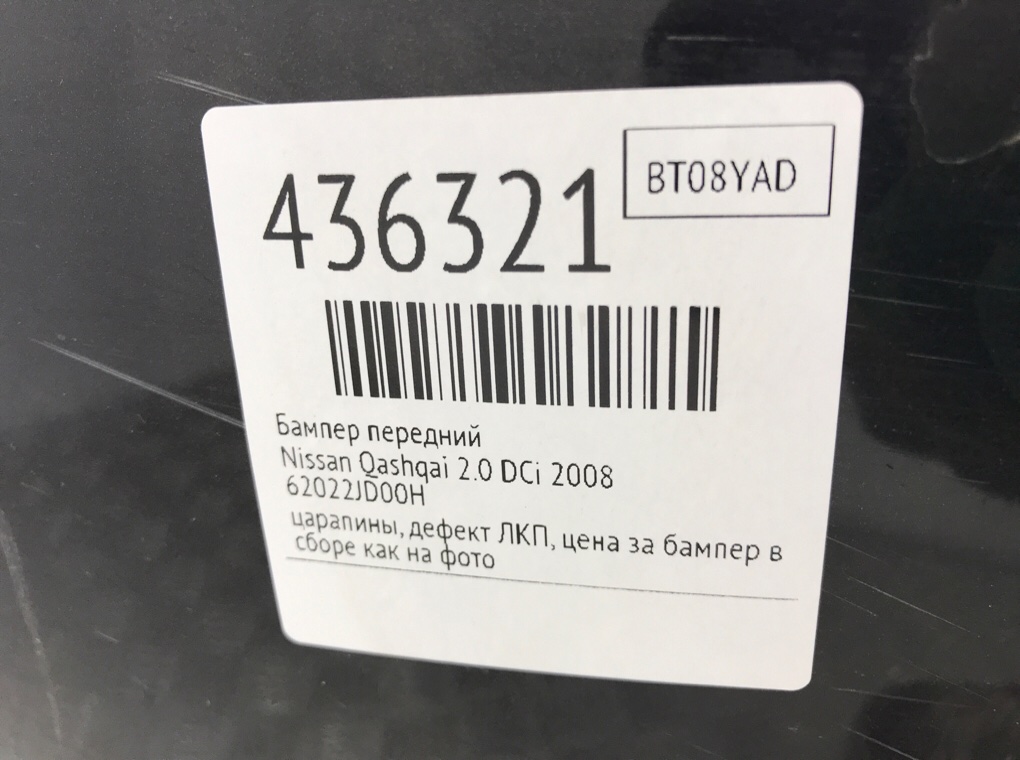 436321
BT08YAD
Бампер передний
Nissan Qashqai 2.0 DCi 2008
62022JD00H
царапины, дефект ЛКП, цена за бампер в
сборе как на фото